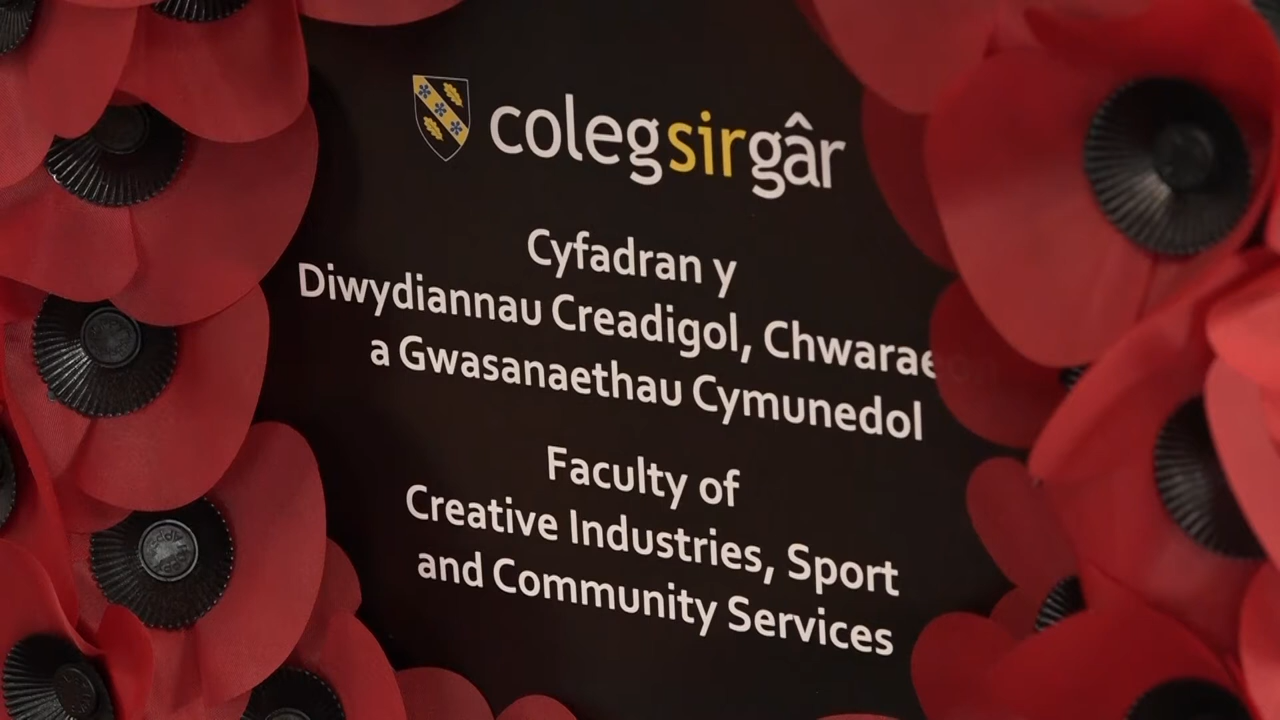 colegsirgâr
Cyfadran y
Diwydiannau Creadigol, Chwarae
a Gwasanaethau Cymunedol
Faculty of
Creative Industries, Sport
and Community Services